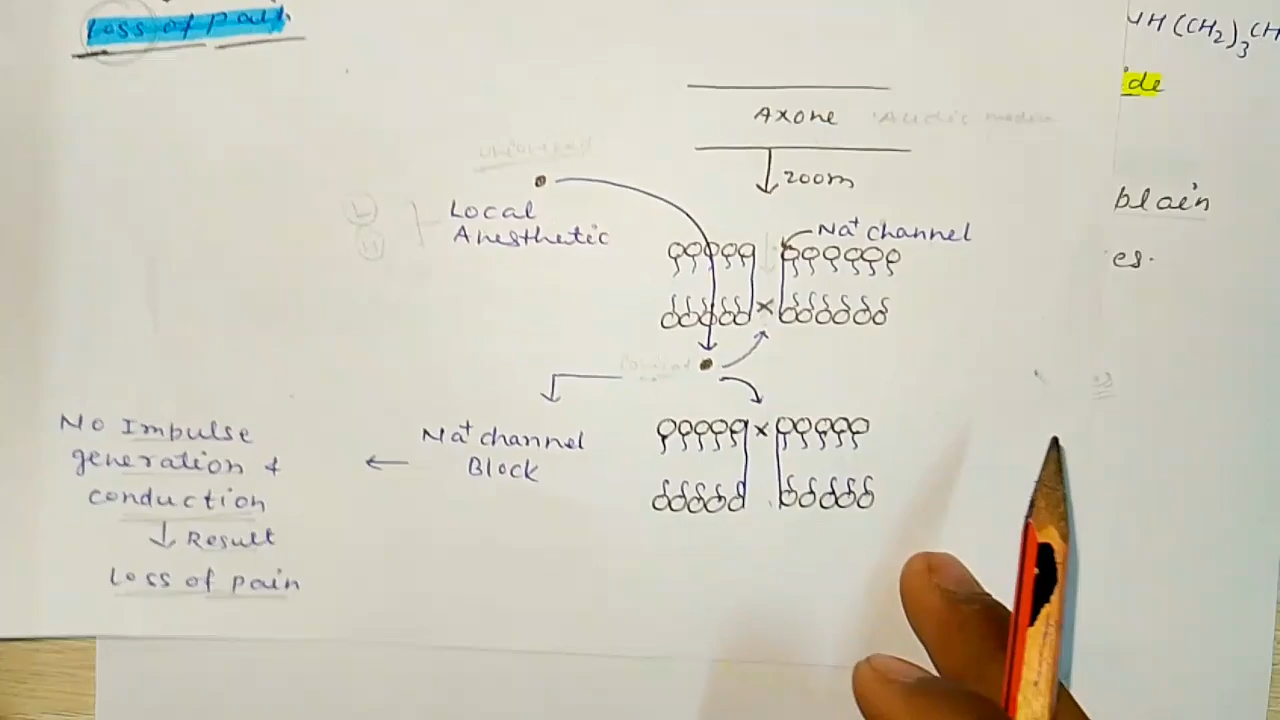 Loss of pain
NH(CH2)3CH
ide
Axone
zoom
Local
Anesthetic
Na+ channel
blain
es.
Na+ channel
Block
No Impulse
generation &
conduction
Result
Loss of pain